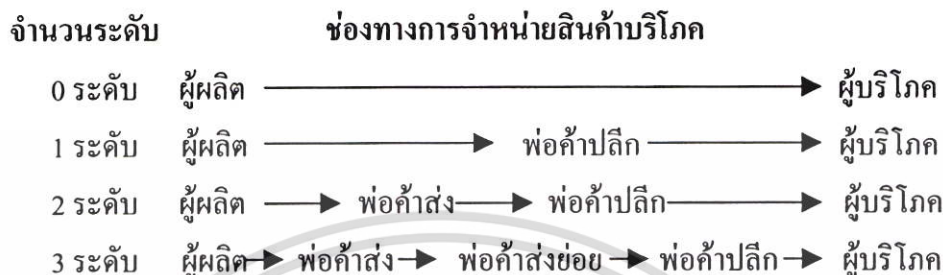 จำนวนระดับ ช่องทางการจำหน่ายสินค้าบริโภค
0 ระดับ ผู้ผลิต ผู้บริโภค
1 ระดับ ผู้ผลิต พ่อค้าปลีก ผู้บริโภค
2 ระดับ ผู้ผลิต พ่อค้าส่ง พ่อค้าปลีก ผู้บริโภค
3 ระดับ ผู้ผลิต พ่อค้าส่ง พ่อค้าส่งย่อย พ่อค้าปลีก ผู้บริโภค